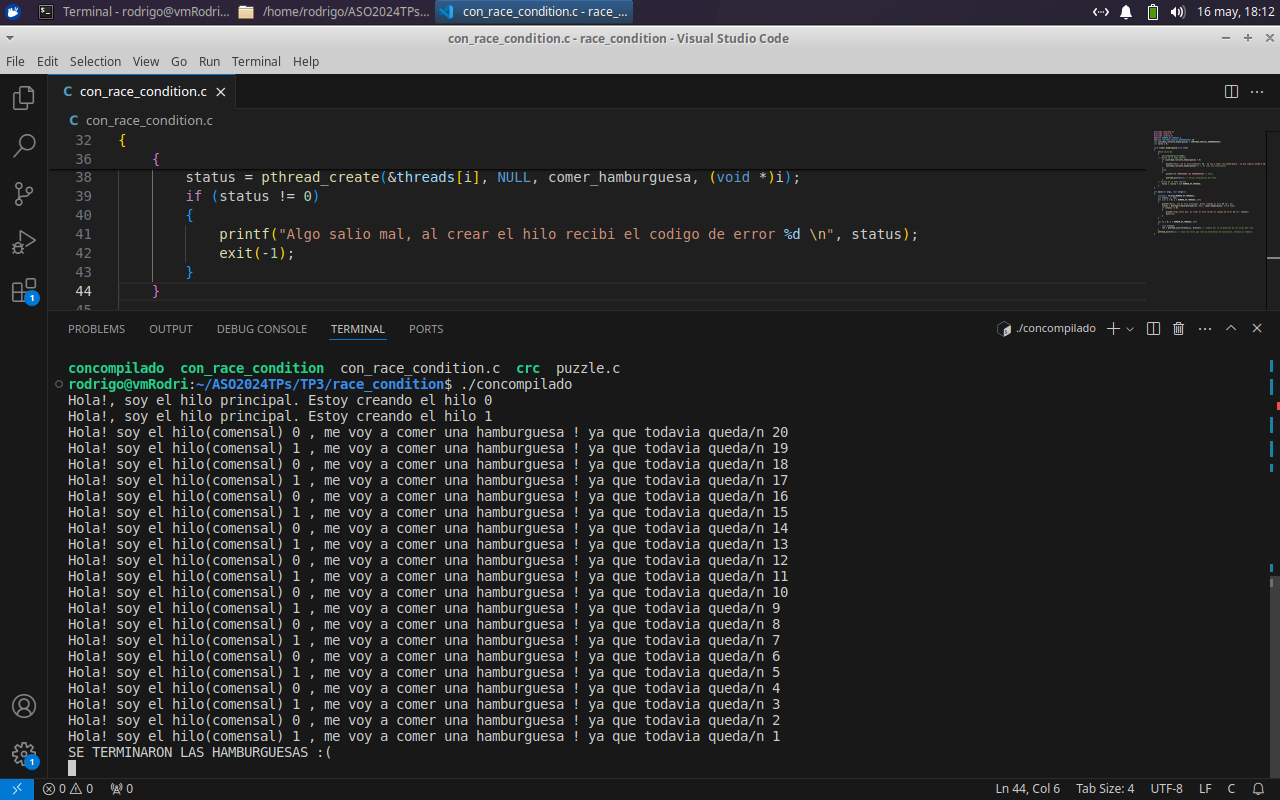 Terminal - rodrigo@vmRodri... /home/rodrigo/ASO2024TPs... con_race_condition.c - race_... 16 may, 18:12
con_race_condition.c - race_condition - Visual Studio Code
File Edit Selection View Go Run Terminal Help
C con_race_condition.c
C con_race_condition.c
32 {
36 {
38 status = pthread_create(&threads[i], NULL, comer_hamburguesa, (void *)i);
39 if (status != 0)
40 {
41 printf("Algo salio mal, al crear el hilo recibi el codigo de error %d \n", status);
42 exit(-1);
43 }
44 }
45
1
PROBLEMS OUTPUT DEBUG CONSOLE TERMINAL PORTS ./concompilado
concompilado con_race_condition con_race_condition.c crc puzzle.c
rodrigo@vmRodri:~/ASO2024TPs/TP3/race_condition$ ./concompilado
Hola!, soy el hilo principal. Estoy creando el hilo 0
Hola!, soy el hilo principal. Estoy creando el hilo 1
Hola! soy el hilo(comensal) 0 , me voy a comer una hamburguesa ! ya que todavia queda/n 20
Hola! soy el hilo(comensal) 1 , me voy a comer una hamburguesa ! ya que todavia queda/n 19
Hola! soy el hilo(comensal) 0 , me voy a comer una hamburguesa ! ya que todavia queda/n 18
Hola! soy el hilo(comensal) 1 , me voy a comer una hamburguesa ! ya que todavia queda/n 17
Hola! soy el hilo(comensal) 0 , me voy a comer una hamburguesa ! ya que todavia queda/n 16
Hola! soy el hilo(comensal) 1 , me voy a comer una hamburguesa ! ya que todavia queda/n 15
Hola! soy el hilo(comensal) 0 , me voy a comer una hamburguesa ! ya que todavia queda/n 14
Hola! soy el hilo(comensal) 1 , me voy a comer una hamburguesa ! ya que todavia queda/n 13
Hola! soy el hilo(comensal) 0 , me voy a comer una hamburguesa ! ya que todavia queda/n 12
Hola! soy el hilo(comensal) 1 , me voy a comer una hamburguesa ! ya que todavia queda/n 11
Hola! soy el hilo(comensal) 0 , me voy a comer una hamburguesa ! ya que todavia queda/n 10
Hola! soy el hilo(comensal) 1 , me voy a comer una hamburguesa ! ya que todavia queda/n 9
Hola! soy el hilo(comensal) 0 , me voy a comer una hamburguesa ! ya que todavia queda/n 8
Hola! soy el hilo(comensal) 1 , me voy a comer una hamburguesa ! ya que todavia queda/n 7
Hola! soy el hilo(comensal) 0 , me voy a comer una hamburguesa ! ya que todavia queda/n 6
Hola! soy el hilo(comensal) 1 , me voy a comer una hamburguesa ! ya que todavia queda/n 5
Hola! soy el hilo(comensal) 0 , me voy a comer una hamburguesa ! ya que todavia queda/n 4
Hola! soy el hilo(comensal) 1 , me voy a comer una hamburguesa ! ya que todavia queda/n 3
Hola! soy el hilo(comensal) 0 , me voy a comer una hamburguesa ! ya que todavia queda/n 2
Hola! soy el hilo(comensal) 1 , me voy a comer una hamburguesa ! ya que todavia queda/n 1
SE TERMINARON LAS HAMBURGUESAS :(
1
0 0 0 Ln 44, Col 6 Tab Size: 4 UTF-8 LF C